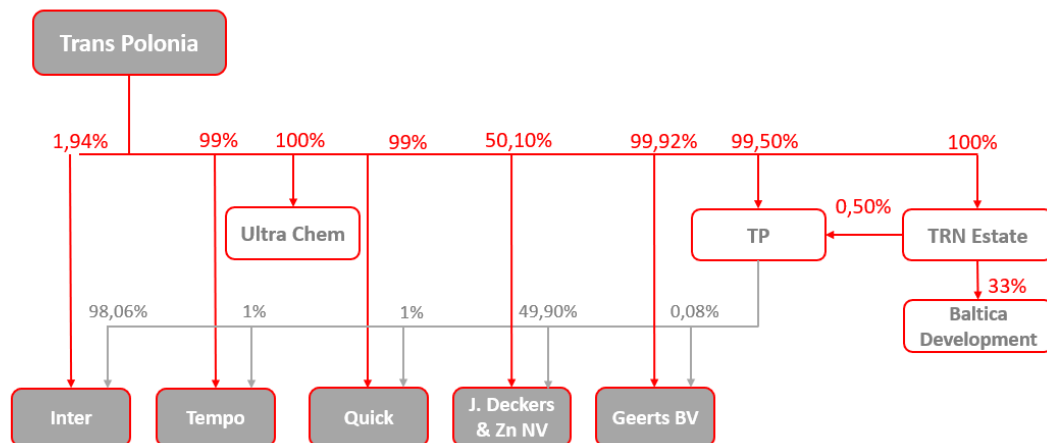 Trans Polonia
1,94%
99%
100%
99%
50,10%
99,92%
99,50%
100%
Ultra Chem
TP
0,50%
TRN Estate
33%
Baltica
Development
98,06%
1%
1%
49,90%
0,08%
Inter
Tempo
Quick
J. Deckers
& Zn NV
Geerts BV